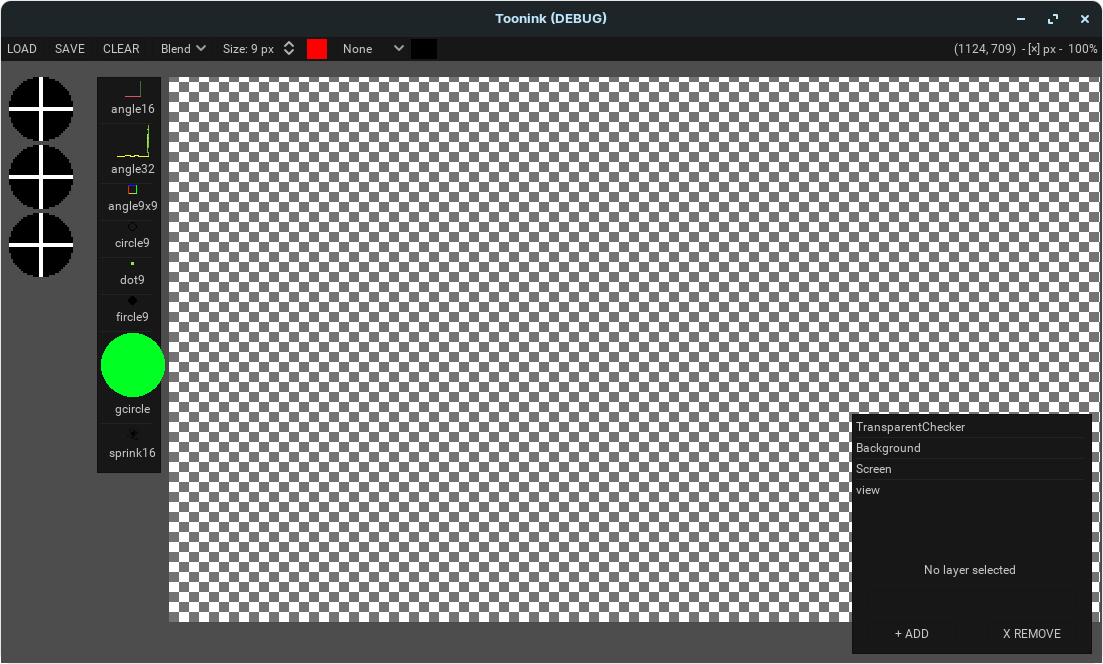 Toonink (DEBUG)
LOAD SAVE CLEAR Blend Size: 9 px None (1124, 709) - [×] px - 100%
angle16
angle32
angle9x9
circle9
dot9
fircle9
gcircle
sprink16
TransparentChecker
Background
Screen
view
No layer selected
+ ADD X REMOVE